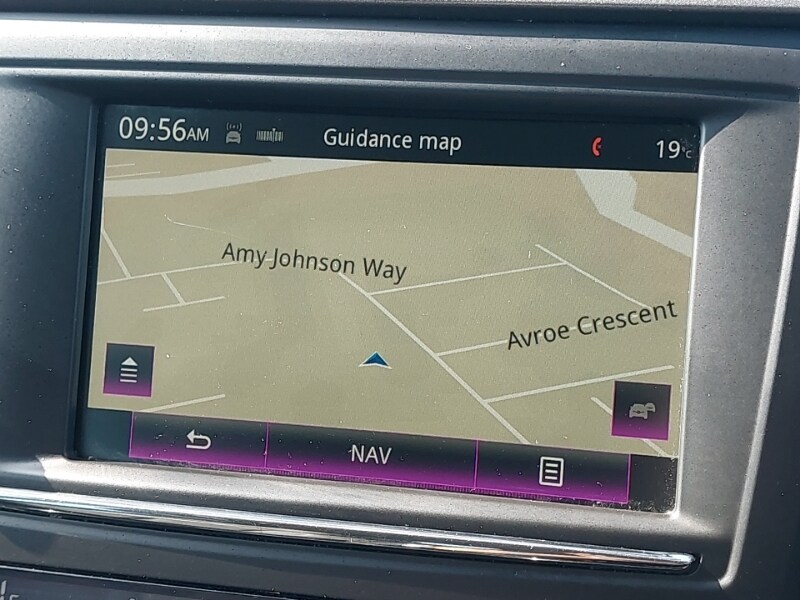 09:56AM Guidance map 19°C
Amy Johnson Way
Avroe Crescent
NAV